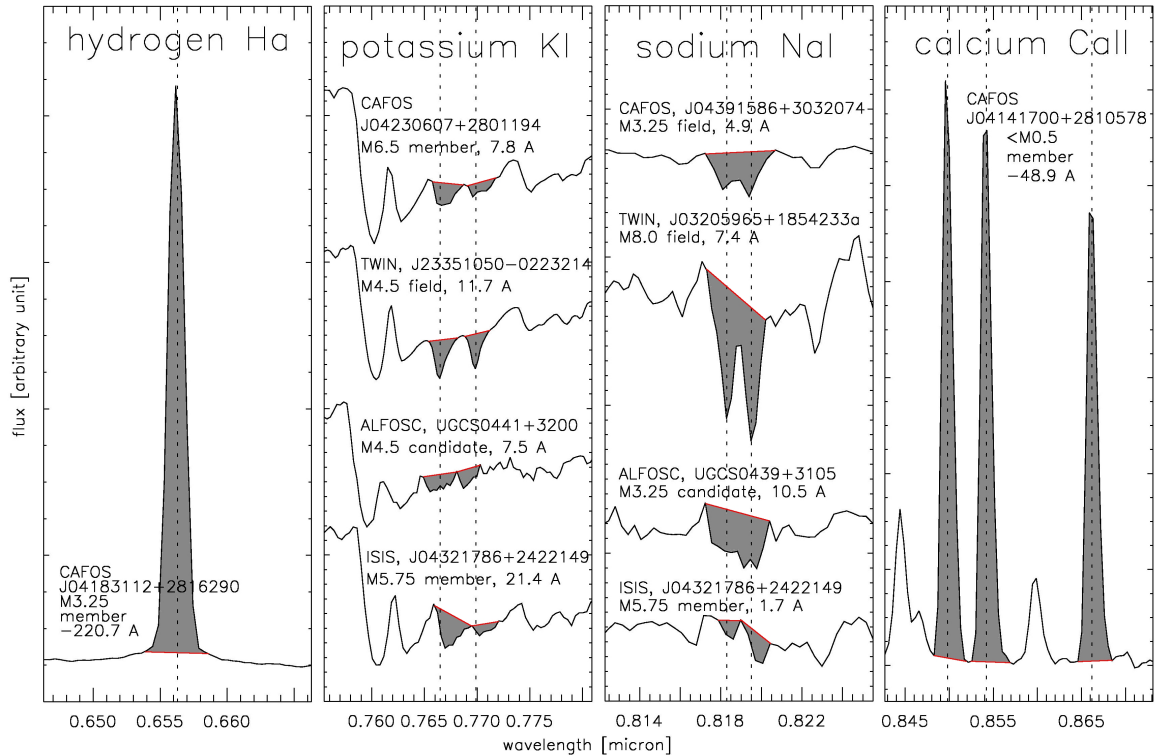 hydrogen Ha
CAFOS
J04183112+2816290
M3.25
member
−220.7 A
0.650 0.655 0.660
potassium KI
CAFOS
J04230607+2801194
M6.5 member, 7.8 A
TWIN, J23351050−0223214
M4.5 field, 11.7 A
ALFOSC, UGCS0441+3200
M4.5 candidate, 7.5 A
ISIS, J04321786+2422149
M5.75 member, 21.4 A
0.760 0.765 0.770 0.775
sodium NaI
CAFOS, J04391586+3032074
M3.25 field, 4.9 A
TWIN, J03205965+1854233a
M8.0 field, 7.4 A
ALFOSC, UGCS0439+3105
M3.25 candidate, 10.5 A
ISIS, J04321786+2422149
M5.75 member, 1.7 A
0.814 0.818 0.822
calcium CaII
CAFOS
J04141700+2810578
<M0.5
member
−48.9 A
0.845 0.855 0.865
flux [arbitrary unit]
wavelength [micron]